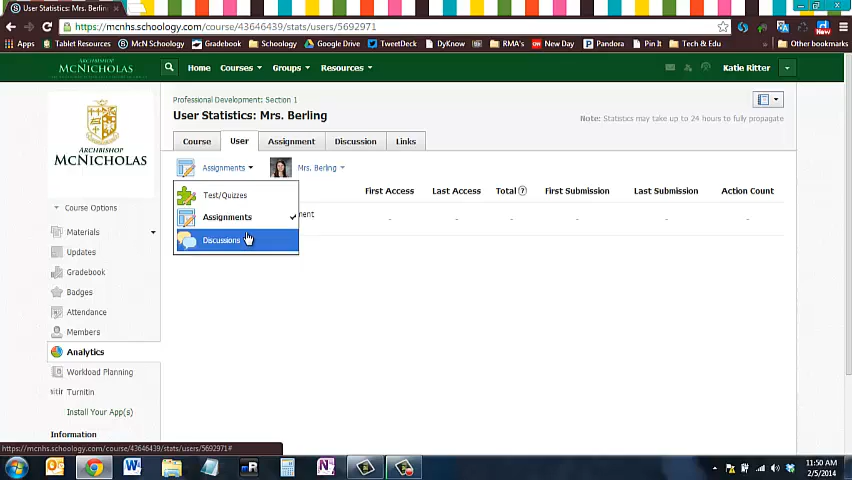 User Statistics: Mrs. Berlin
https://mcnhs.schoology.com/course/43646439/stats/users/5692971
Apps Tablet Resources McN Schoology Gradebook Schoology Google Drive TweetDeck DyKnow RMA's New Day Pandora Pin It Tech & Edu Other bookmarks
New
ARCHBISHOP
McNICHOLAS
Home Courses Groups Resources Katie Ritter
ARCHBISHOP
McNICHOLAS
Professional Development: Section 1
User Statistics: Mrs. Berling
Note: Statistics may take up to 24 hours to fully propagate
Course User Assignment Discussion Links
Assignments Mrs. Berling
First Access Last Access Total (?) First Submission Last Access Action Count
Test/Quizzes
Assignments
ment - - - - -
Discussions
Course Options
Materials
Updates
Gradebook
Badges
Attendance
Members
Analytics
Workload Planning
Turnitin
Install Your App(s)
Information
https://mcnhs.schoology.com/course/43646439/stats/users/5692971#
11:50 AM
2/5/2014